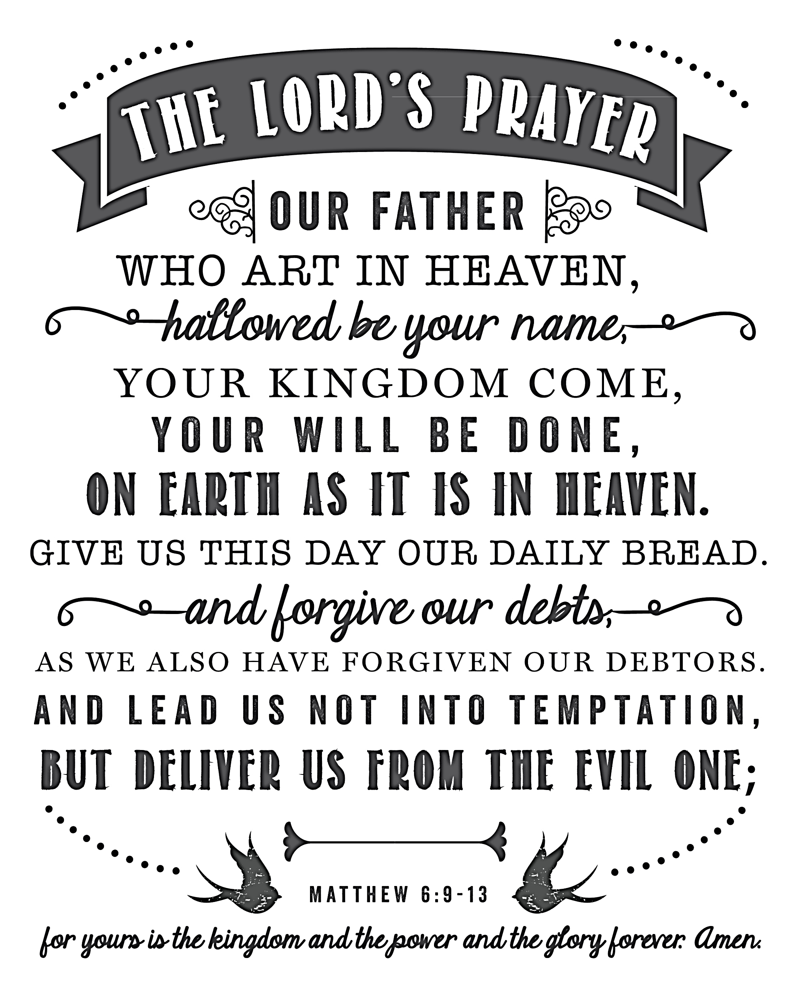 THE LORD'S PRAYER
OUR FATHER
WHO ART IN HEAVEN,
hallowed be your name,
YOUR KINGDOM COME,
YOUR WILL BE DONE,
ON EARTH AS IT IS IN HEAVEN.
GIVE US THIS DAY OUR DAILY BREAD.
and forgive our debts,
AS WE ALSO HAVE FORGIVEN OUR DEBTORS.
AND LEAD US NOT INTO TEMPTATION,
BUT DELIVER US FROM THE EVIL ONE;
MATTHEW 6:9-13
for yours is the kingdom and the power and the glory forever. Amen.